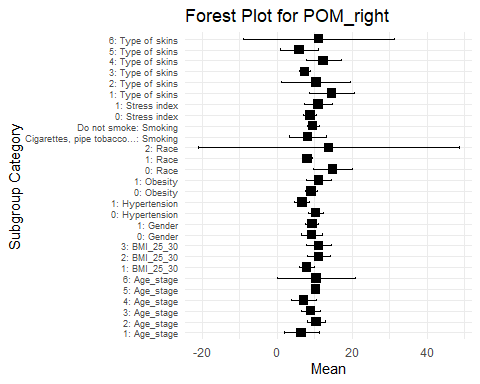 Forest Plot for POM_right
Subgroup Category
6: Type of skins
5: Type of skins
4: Type of skins
3: Type of skins
2: Type of skins
1: Type of skins
1: Stress index
0: Stress index
Do not smoke: Smoking
Cigarettes, pipe tobacco...: Smoking
2: Race
1: Race
0: Race
1: Obesity
0: Obesity
1: Hypertension
0: Hypertension
1: Gender
0: Gender
3: BMI_25_30
2: BMI_25_30
1: BMI_25_30
6: Age_stage
5: Age_stage
4: Age_stage
3: Age_stage
2: Age_stage
1: Age_stage
-20 0 20 40
Mean